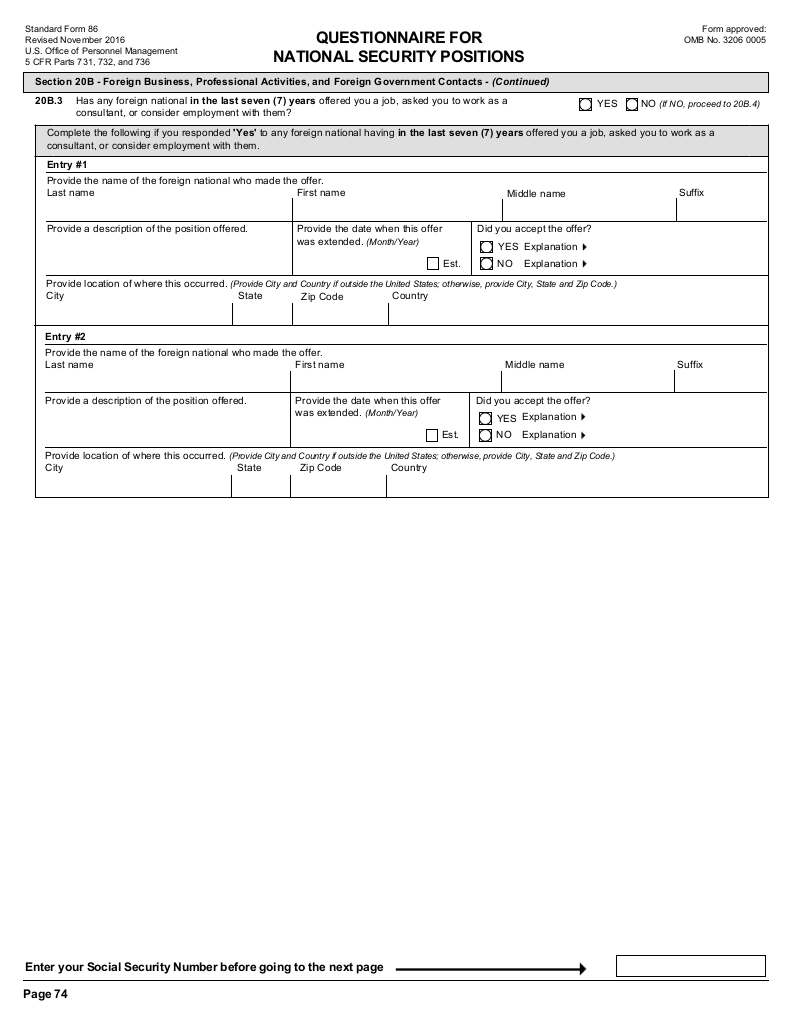 Standard Form 86
Revised November 2016
U.S. Office of Personnel Management
5 CFR Parts 731, 732, and 736
QUESTIONNAIRE FOR
NATIONAL SECURITY POSITIONS
Form approved:
OMB No. 3206 0005
Section 20B - Foreign Business, Professional Activities, and Foreign Government Contacts - (Continued)
20B.3 Has any foreign national in the last seven (7) years offered you a job, asked you to work as a
consultant, or consider employment with them?
YES NO (If NO, proceed to 20B.4)
Complete the following if you responded 'Yes' to any foreign national having in the last seven (7) years offered you a job, asked you to work as a
consultant, or consider employment with them.
Entry #1
Provide the name of the foreign national who made the offer.
Last name First name Middle name Suffix
Provide a description of the position offered.
Provide the date when this offer
was extended. (Month/Year)
Est.
Did you accept the offer?
YES Explanation
NO Explanation
Provide location of where this occurred. (Provide City and Country if outside the United States; otherwise, provide City, State and Zip Code.)
City State Zip Code Country
Entry #2
Provide the name of the foreign national who made the offer.
Last name First name Middle name Suffix
Provide a description of the position offered.
Provide the date when this offer
was extended. (Month/Year)
Est.
Did you accept the offer?
YES Explanation
NO Explanation
Provide location of where this occurred. (Provide City and Country if outside the United States; otherwise, provide City, State and Zip Code.)
City State Zip Code Country
Enter your Social Security Number before going to the next page
Page 74